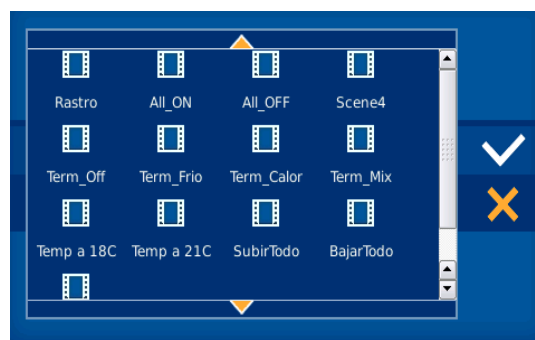 Rastro All_ON All_OFF Scene4
Term_Off Term_Frio Term_Calor Term_Mix
Temp a 18C Temp a 21C SubirTodo BajarTodo